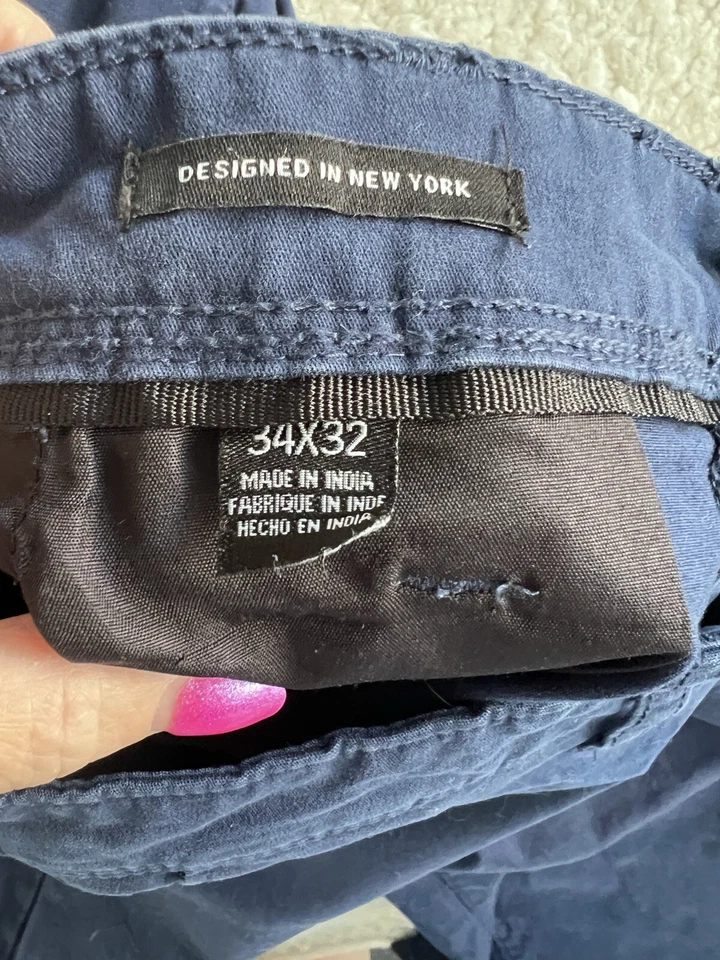 DESIGNED IN NEW YORK
34X32
MADE IN INDIA
FABRIQUE IN INDE
HECHO EN INDIA